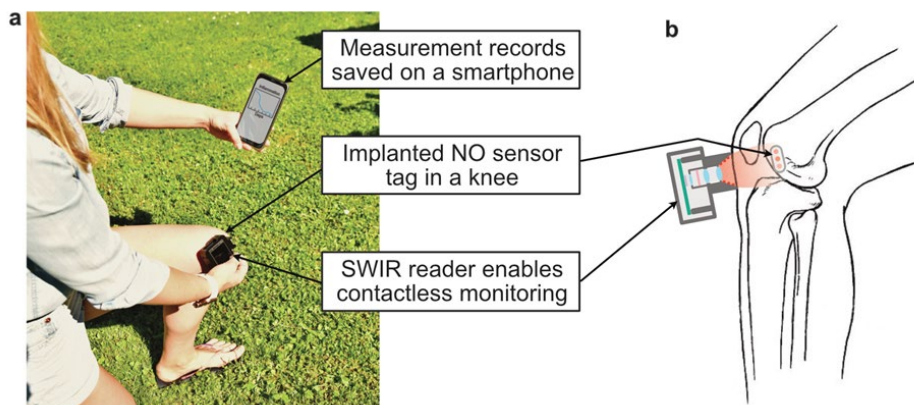 a
b
Measurement records
saved on a smartphone
Implanted NO sensor
tag in a knee
SWIR reader enables
contactless monitoring